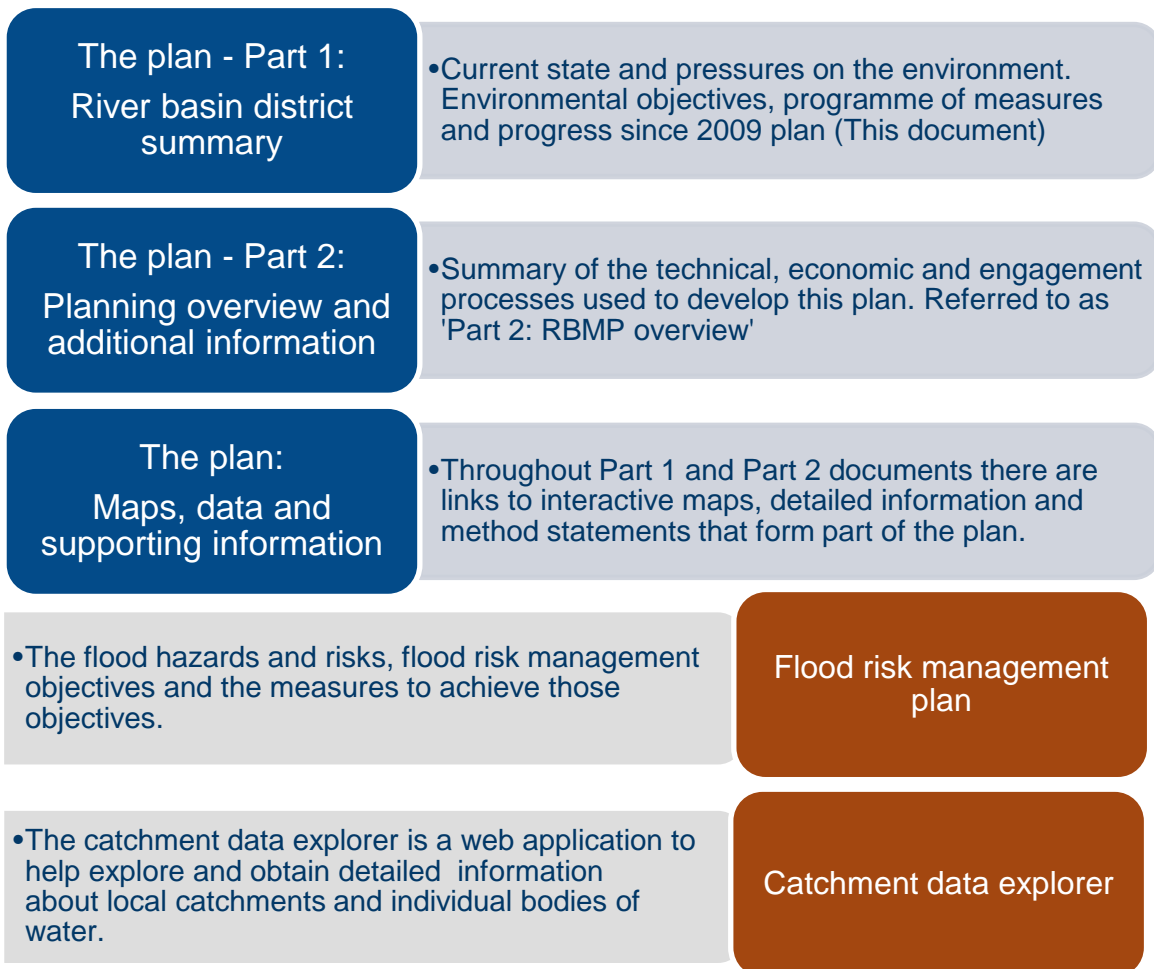 The plan - Part 1:
River basin district
summary
•Current state and pressures on the environment.
Environmental objectives, programme of measures
and progress since 2009 plan (This document)
The plan - Part 2:
Planning overview and
additional information
•Summary of the technical, economic and engagement
processes used to develop this plan. Referred to as
'Part 2: RBMP overview'
The plan:
Maps, data and
supporting information
•Throughout Part 1 and Part 2 documents there are
links to interactive maps, detailed information and
method statements that form part of the plan.
•The flood hazards and risks, flood risk management
objectives and the measures to achieve those
objectives.
Flood risk management
plan
•The catchment data explorer is a web application to
help explore and obtain detailed information
about local catchments and individual bodies of
water.
Catchment data explorer